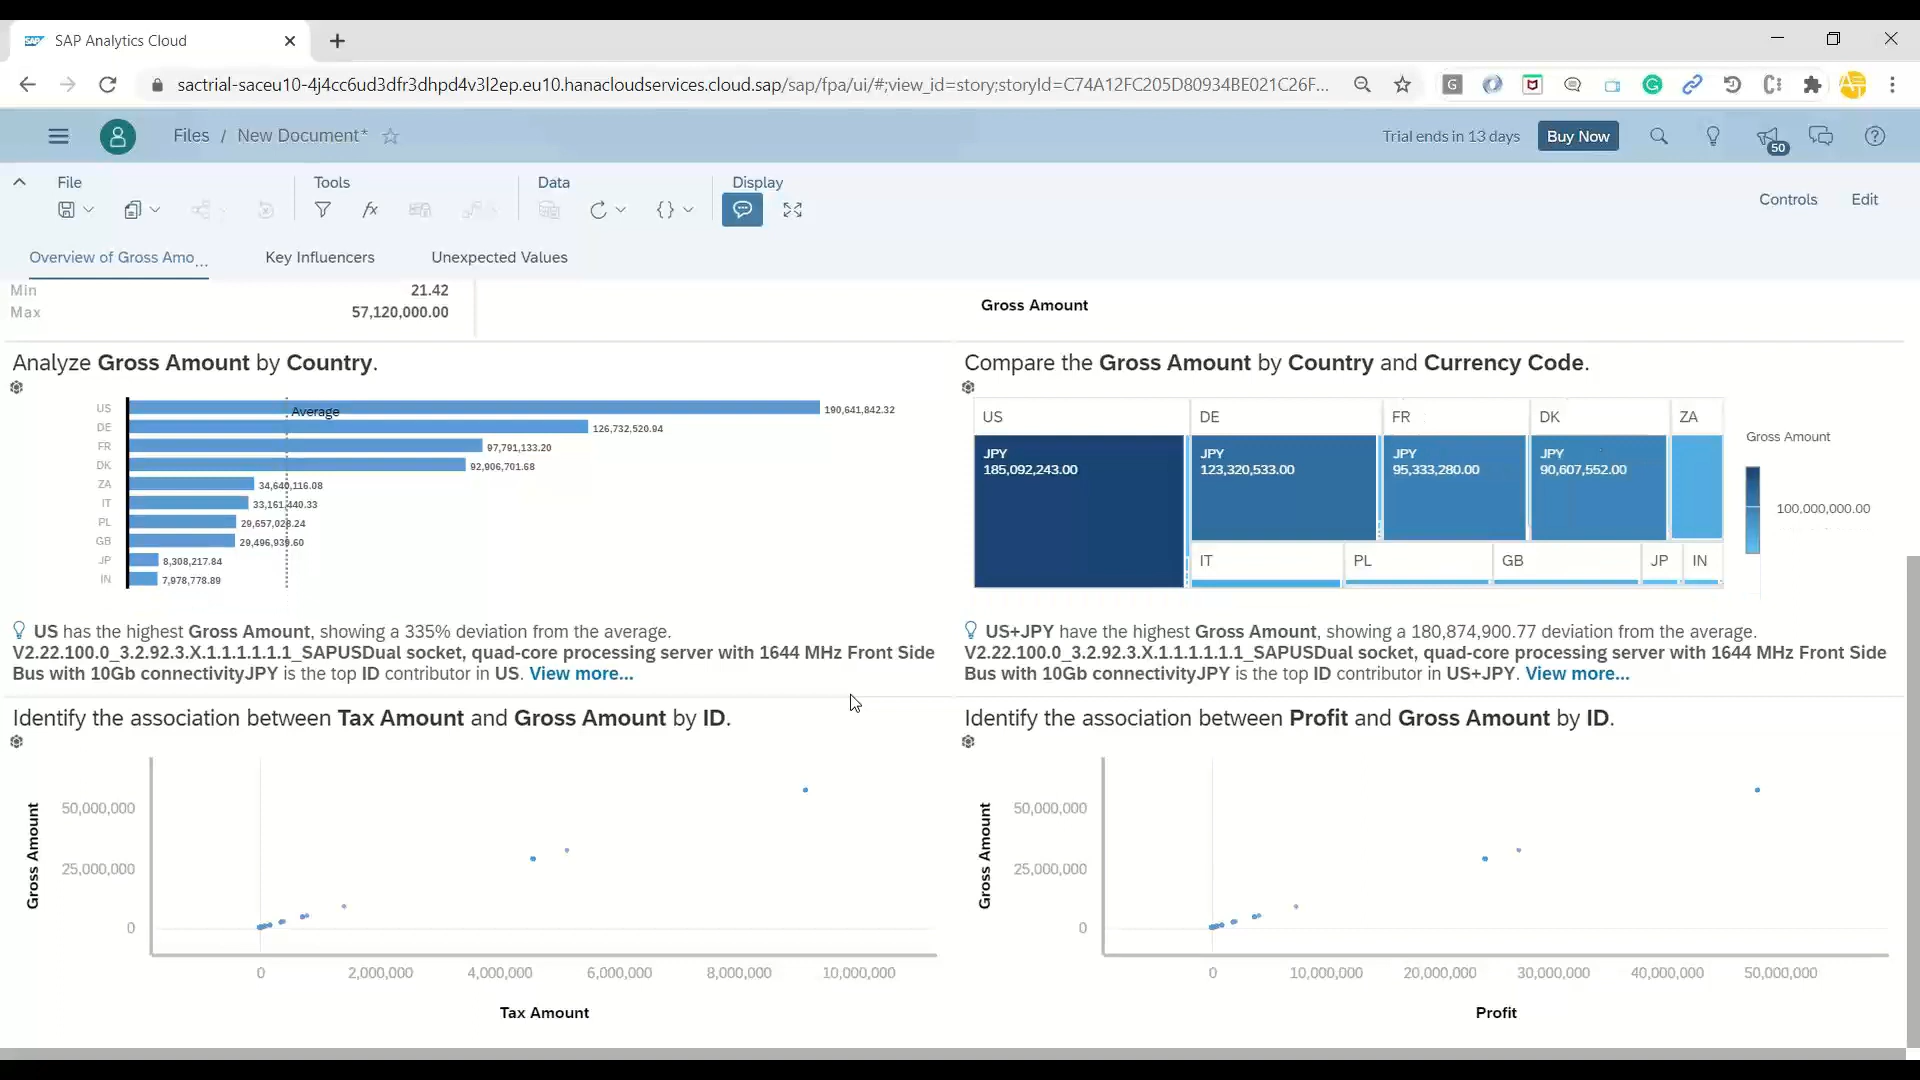 SAP Analytics Cloud
sactrial-saceu10-4j4cc6ud3dfr3dhpd4v3l2ep.eu10.hanacloudservices.cloud.sap/sap/fpa/ui/#;view_id=story;storyId=C74A12FC205D80934BE021C26F...
Files / New Document*
Trial ends in 13 days
Buy Now
50
File
Tools
Data
Display
Controls
Edit
Overview of Gross Amo...
Key Influencers
Unexpected Values
Min 21.42
Max 57,120,000.00
Gross Amount
Analyze Gross Amount by Country.
Average
US 190,641,842.32
DE 126,732,520.94
FR 97,791,133.20
DK 92,906,701.68
ZA 34,640,116.08
IT 33,161,440.33
PL 29,657,028.24
GB 29,496,939.60
JP 8,308,217.84
IN 7,978,778.89
US has the highest Gross Amount, showing a 335% deviation from the average.
V2.22.100.0_3.2.92.3.X.1.1.1.1.1.1_SAPUSDual socket, quad-core processing server with 1644 MHz Front Side
Bus with 10Gb connectivityJPY is the top ID contributor in US. View more...
Compare the Gross Amount by Country and Currency Code.
US DE FR DK ZA
JPY JPY JPY JPY
185,092,243.00 123,320,533.00 95,333,280.00 90,607,552.00
IT PL GB JP IN
Gross Amount
100,000,000.00
US+JPY have the highest Gross Amount, showing a 180,874,900.77 deviation from the average.
V2.22.100.0_3.2.92.3.X.1.1.1.1.1.1_SAPUSDual socket, quad-core processing server with 1644 MHz Front Side
Bus with 10Gb connectivityJPY is the top ID contributor in US+JPY. View more...
Identify the association between Tax Amount and Gross Amount by ID.
Gross Amount
50,000,000
25,000,000
0
0 2,000,000 4,000,000 6,000,000 8,000,000 10,000,000
Tax Amount
Identify the association between Profit and Gross Amount by ID.
Gross Amount
50,000,000
25,000,000
0
0 10,000,000 20,000,000 30,000,000 40,000,000 50,000,000
Profit